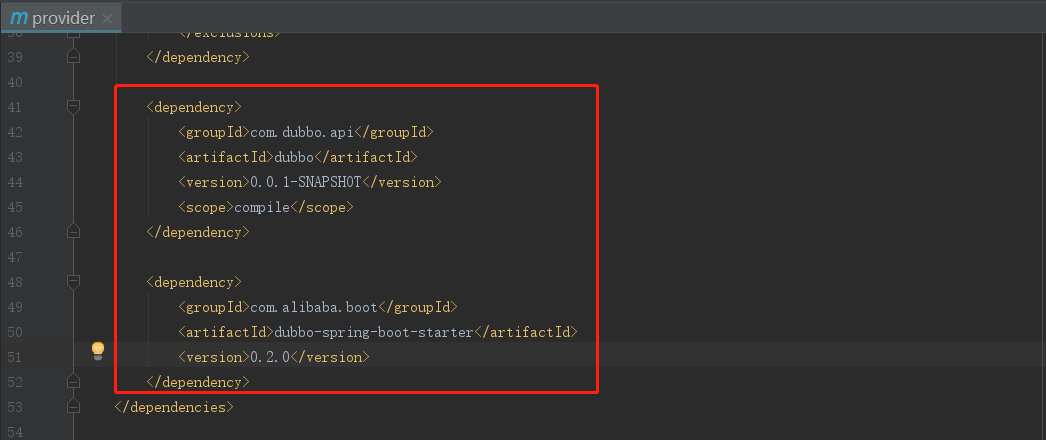 m provider ×
38 </exclusions>
39 </dependency>
40
41 <dependency>
42 <groupId>com.dubbo.api</groupId>
43 <artifactId>dubbo</artifactId>
44 <version>0.0.1-SNAPSHOT</version>
45 <scope>compile</scope>
46 </dependency>
47
48 <dependency>
49 <groupId>com.alibaba.boot</groupId>
50 <artifactId>dubbo-spring-boot-starter</artifactId>
51 <version>0.2.0</version>
52 </dependency>
53 </dependencies>
54